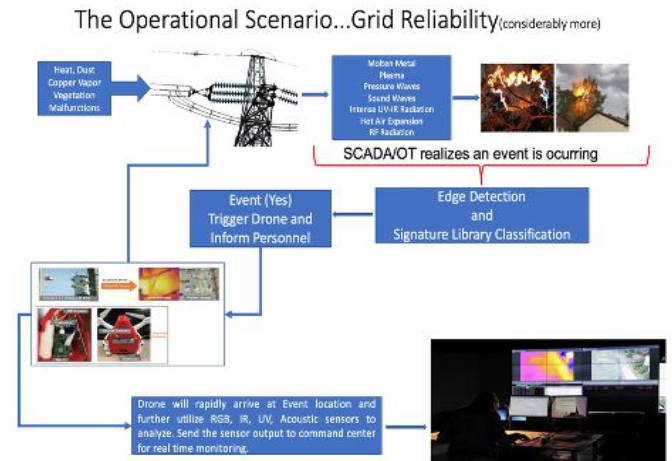 The Operational Scenario...Grid Reliability(considerably more)
Heat, Dust
Copper Vapor
Vegetation
Malfunctions
Molten Metal
Plasma
Pressure Waves
Sound Waves
Intense UV-IR Radiation
Hot Air Expansion
RF Radiation
SCADA/OT realizes an event is ocurring
Event (Yes)
Trigger Drone and
Inform Personnel
Edge Detection
and
Signature Library Classification
Drone will rapidly arrive at Event location and
further utilize RGB, IR, UV, Acoustic sensors to
analyze. Send the sensor output to command center
for real time monitoring.